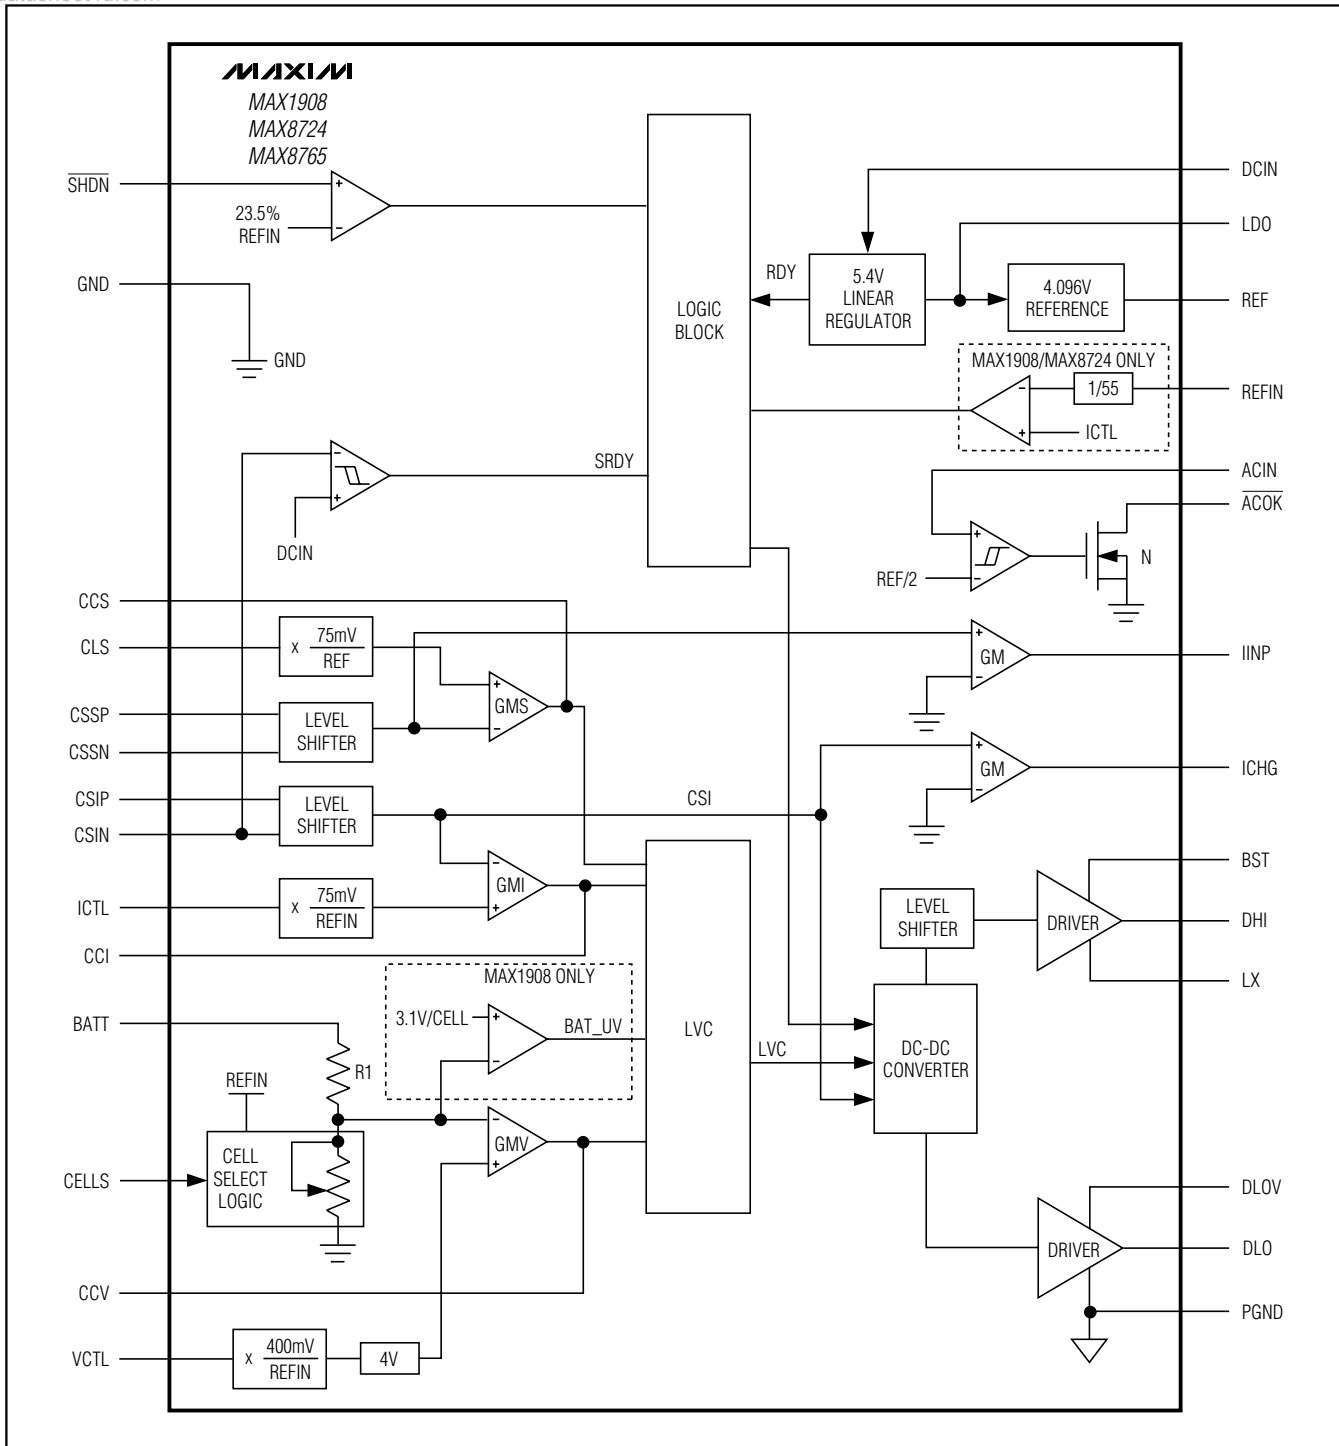 MAXIM
MAX1908
MAX8724
MAX8765
SHDN
23.5%
REFIN
+
−
GND
GND
LOGIC
BLOCK
RDY
5.4V
LINEAR
REGULATOR
4.096V
REFERENCE
DCIN
LDO
REF
MAX1908/MAX8724 ONLY
−
1/55
+
ICTL
REFIN
−
+
SRDY
DCIN
ACIN
ACOK
+
−
REF/2
N
CCS
CLS
x 75mV
REF
CSSP
CSSN
LEVEL
SHIFTER
+
GMS
−
+
GM
−
IINP
CSIP
CSIN
LEVEL
SHIFTER
CSI
+
GM
−
ICHG
ICTL
x 75mV
REFIN
−
GMI
+
CCI
MAX1908 ONLY
3.1V/CELL
+
−
BAT_UV
BATT
R1
REFIN
CELL
SELECT
LOGIC
CELLS
−
GMV
+
CCV
VCTL
x 400mV
REFIN
4V
LVC
LVC
LEVEL
SHIFTER
DC-DC
CONVERTER
DRIVER
BST
DHI
LX
DRIVER
DLOV
DLO
PGND